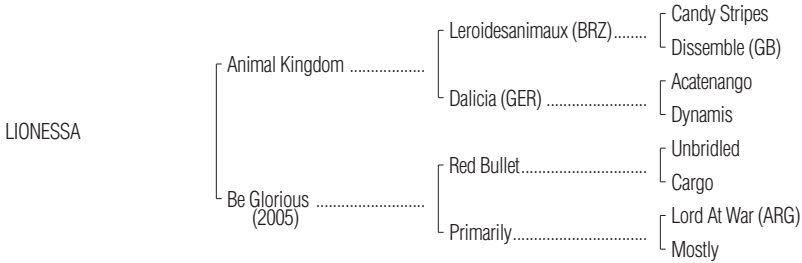 Candy Stripes
Leroidesanimaux (BRZ)........
Dissemble (GB)
Animal Kingdom ...................
Acatenango
Dalicia (GER) .........................
Dynamis
LIONESSA
Unbridled
Red Bullet................................
Cargo
Be Glorious ...........................
(2005)
Lord At War (ARG)
Primarily..................................
Mostly